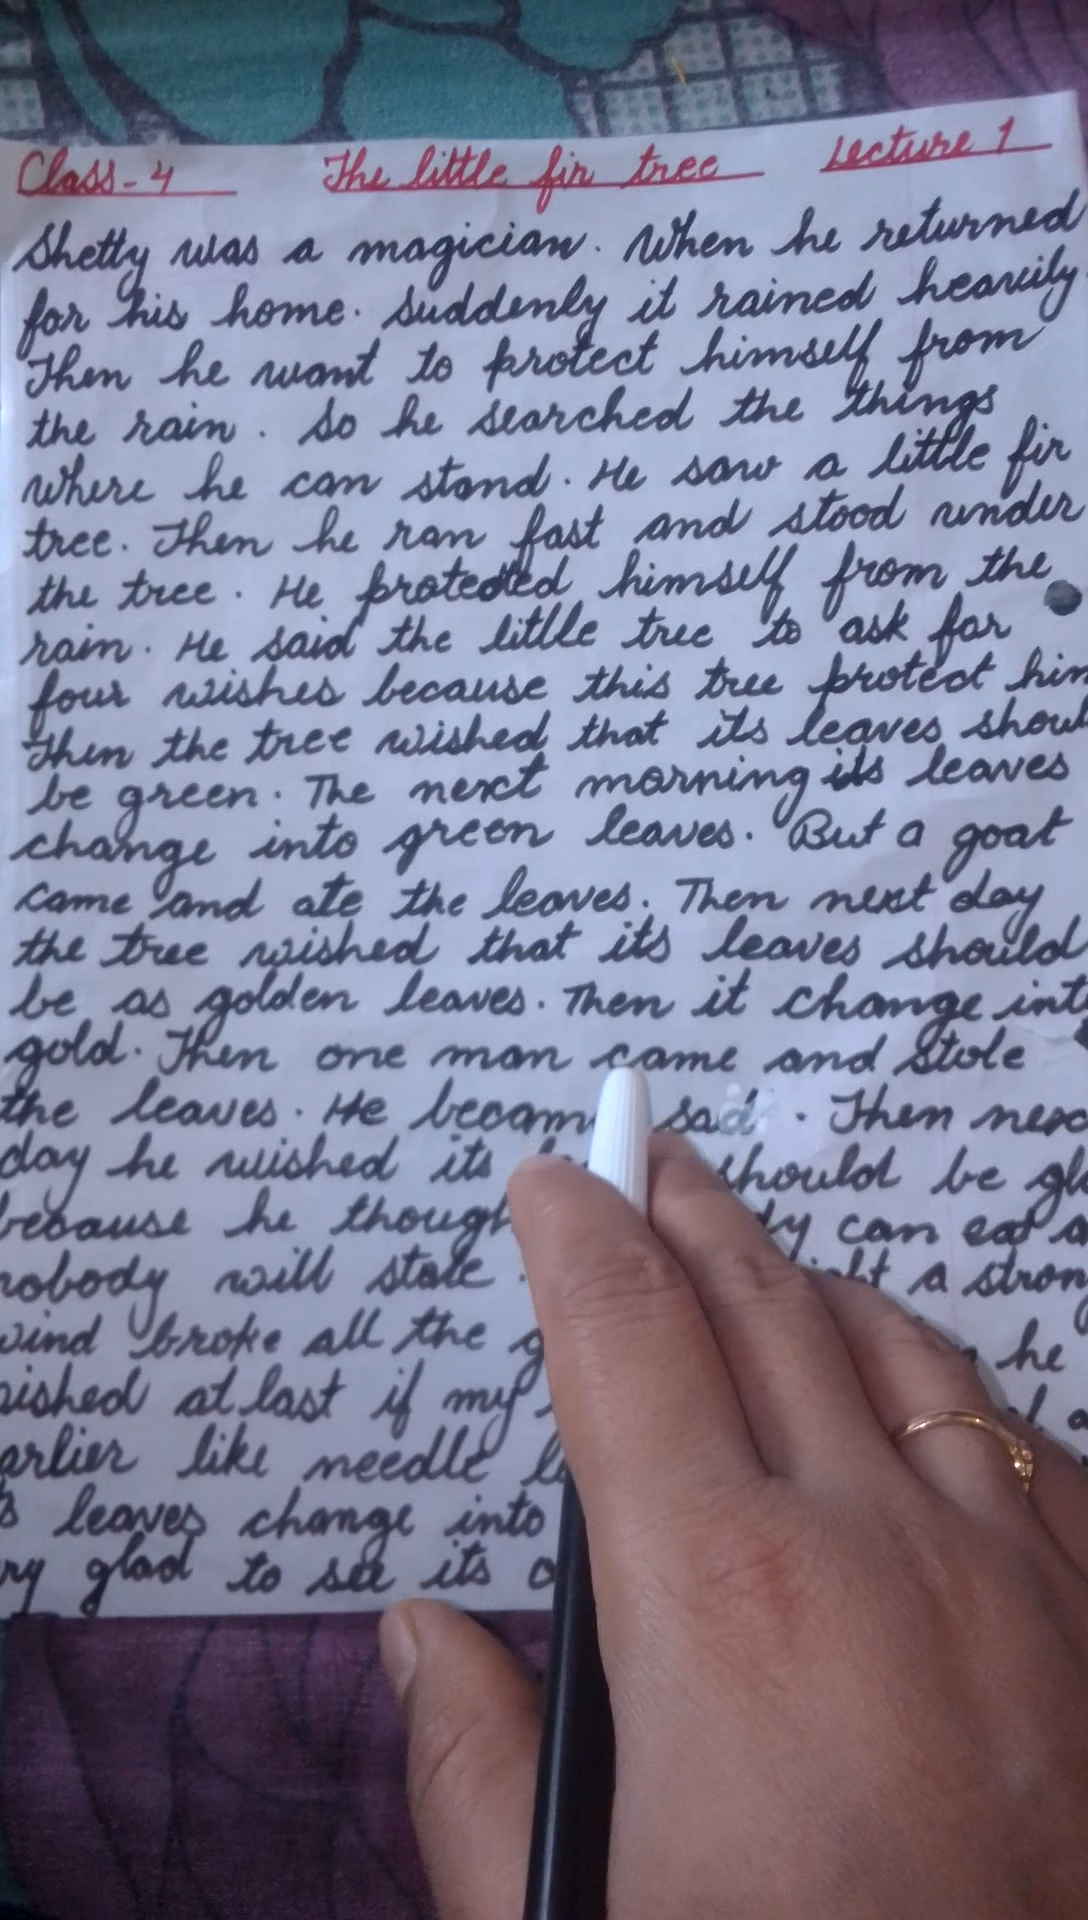 Class-4 The little fir tree Lecture 1
Shetty was a magician. When he returned
for his home. Suddenly it rained heavily.
Then he want to protect himself from
the rain. So he searched the things
where he can stand. He saw a little fir
tree. Then he ran fast and stood under
the tree. He protected himself from the
rain. He said the little tree to ask for
four wishes because this tree protect him
Then the tree wished that its leaves shoul
be green. The next morning its leaves
change into green leaves. But a goat
came and ate the leaves. Then next day
the tree wished that its leaves should
be as golden leaves. Then it change int
gold. Then one man came and stole
the leaves. He becam sad. Then nex
day he wished its should be gl
because he though can eat
nobody will stole. a stron
wind broke all the he
wished at last if my
arlier like needle
leaves change into
ry glad to see its o